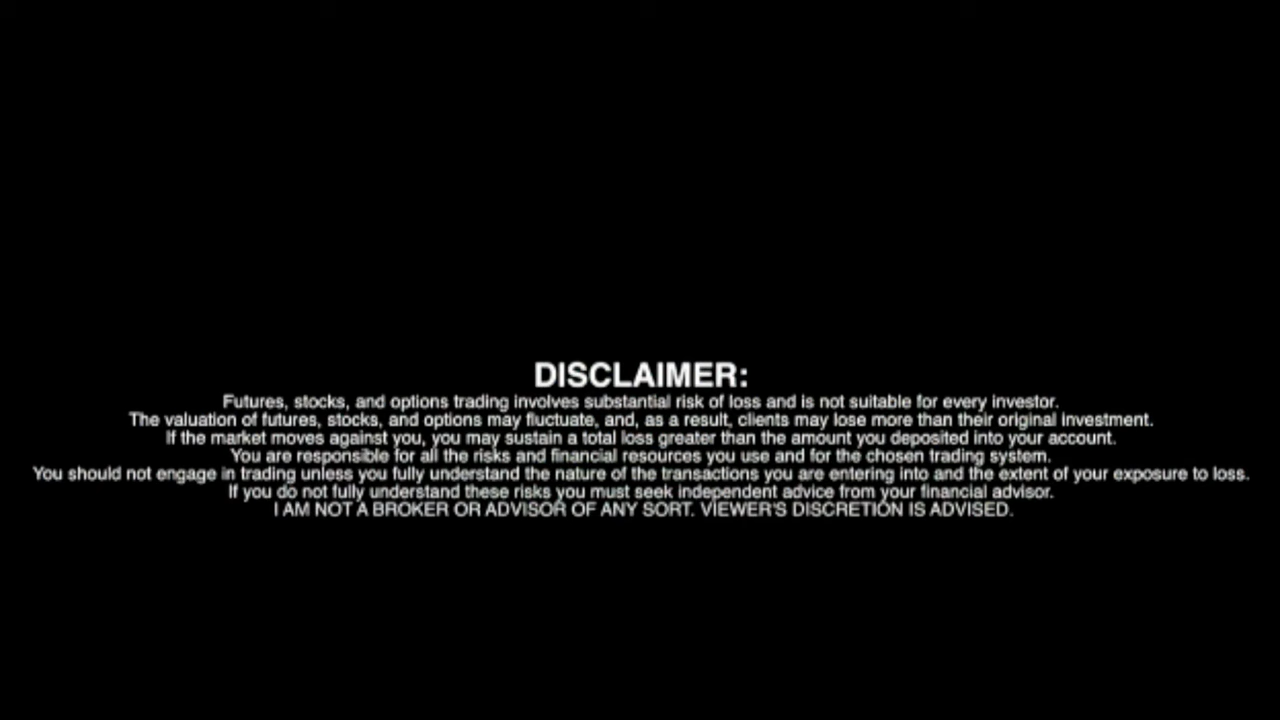 DISCLAIMER:
Futures, stocks, and options trading involves substantial risk of loss and is not suitable for every investor.
The valuation of futures, stocks, and options may fluctuate, and, as a result, clients may lose more than their original investment.
If the market moves against you, you may sustain a total loss greater than the amount you deposited into your account.
You are responsible for all the risks and financial resources you use and for the chosen trading system.
You should not engage in trading unless you fully understand the nature of the transactions you are entering into and the extent of your exposure to loss.
If you do not fully understand these risks you must seek independent advice from your financial advisor.
I AM NOT A BROKER OR ADVISOR OF ANY SORT. VIEWER'S DISCRETION IS ADVISED.